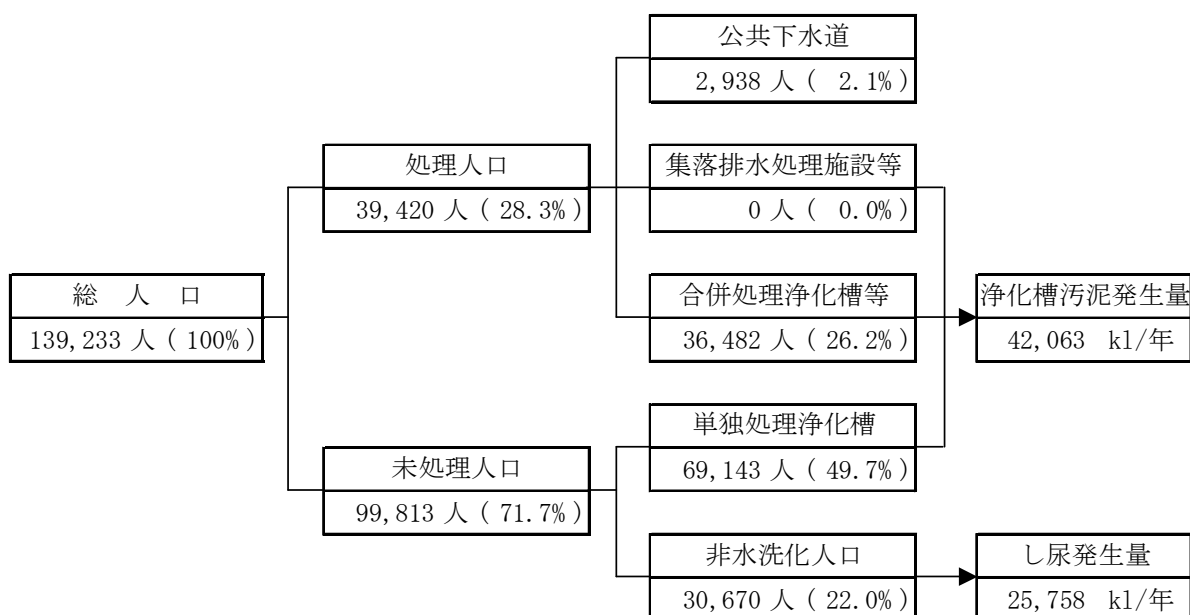 公共下水道
2,938 人 ( 2.1%)
処理人口
39,420 人 ( 28.3%)
集落排水処理施設等
0 人 ( 0.0%)
総 人 口
139,233 人 ( 100%)
合併処理浄化槽等
36,482 人 ( 26.2%)
浄化槽汚泥発生量
42,063 kl/年
未処理人口
99,813 人 ( 71.7%)
単独処理浄化槽
69,143 人 ( 49.7%)
非水洗化人口
30,670 人 ( 22.0%)
し尿発生量
25,758 kl/年